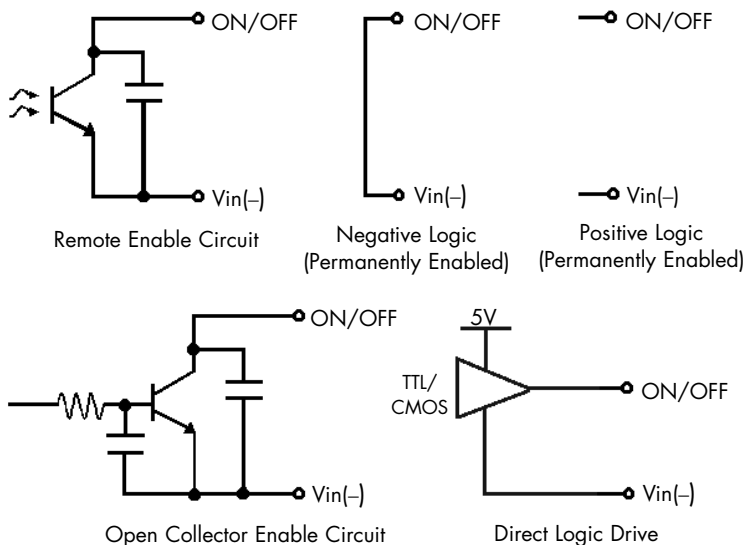 ON/OFF
Vin(–)
Remote Enable Circuit
ON/OFF
Vin(–)
Negative Logic
(Permanently Enabled)
ON/OFF
Vin(–)
Positive Logic
(Permanently Enabled)
ON/OFF
Vin(–)
Open Collector Enable Circuit
5V
TTL/
CMOS
ON/OFF
Vin(–)
Direct Logic Drive